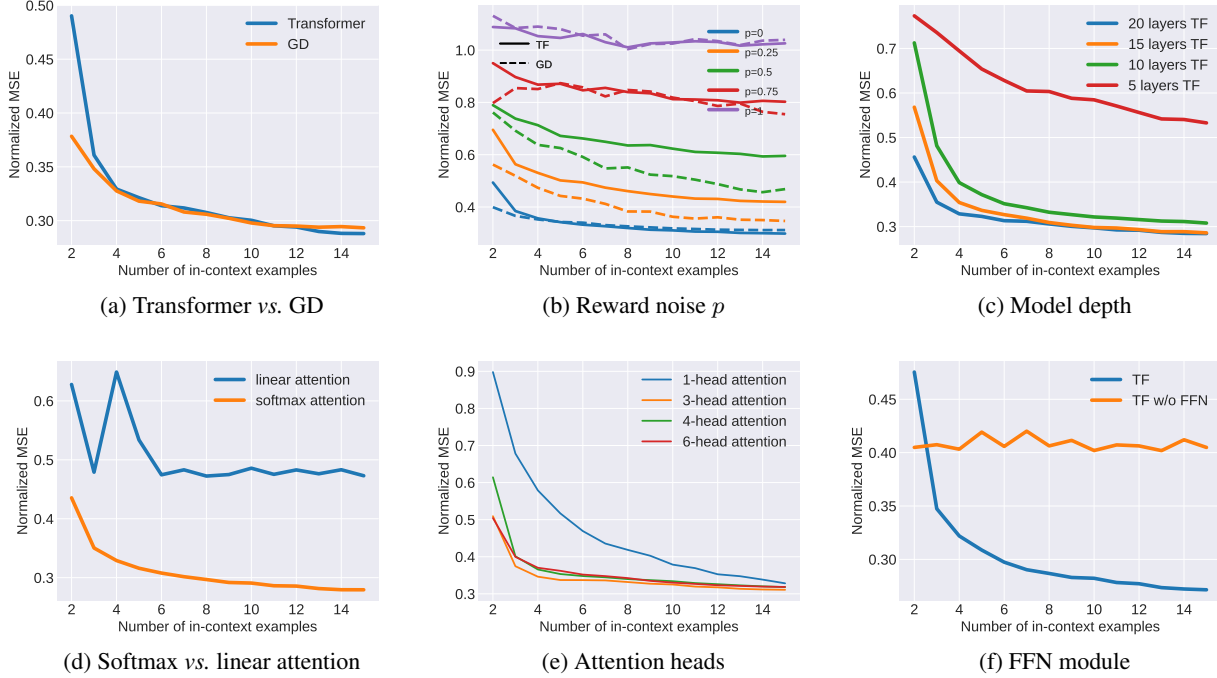 0.50
0.45
0.40
0.35
0.30
Normalized MSE
Transformer
GD
2 4 6 8 10 12 14
Number of in-context examples
(a) Transformer vs. GD
1.0
0.8
0.6
0.4
Normalized MSE
TF
GD
p=0
p=0.25
p=0.5
p=0.75
p=1
2 4 6 8 10 12 14
Number of in-context examples
(b) Reward noise p
0.7
0.6
0.5
0.4
0.3
Normalized MSE
20 layers TF
15 layers TF
10 layers TF
5 layers TF
2 4 6 8 10 12 14
Number of in-context examples
(c) Model depth
0.6
0.5
0.4
0.3
Normalized MSE
linear attention
softmax attention
2 4 6 8 10 12 14
Number of in-context examples
(d) Softmax vs. linear attention
0.9
0.8
0.7
0.6
0.5
0.4
0.3
Normalized MSE
1-head attention
3-head attention
4-head attention
6-head attention
2 4 6 8 10 12 14
Number of in-context examples
(e) Attention heads
0.45
0.40
0.35
0.30
Normalized MSE
TF
TF w/o FFN
2 4 6 8 10 12 14
Number of in-context examples
(f) FFN module